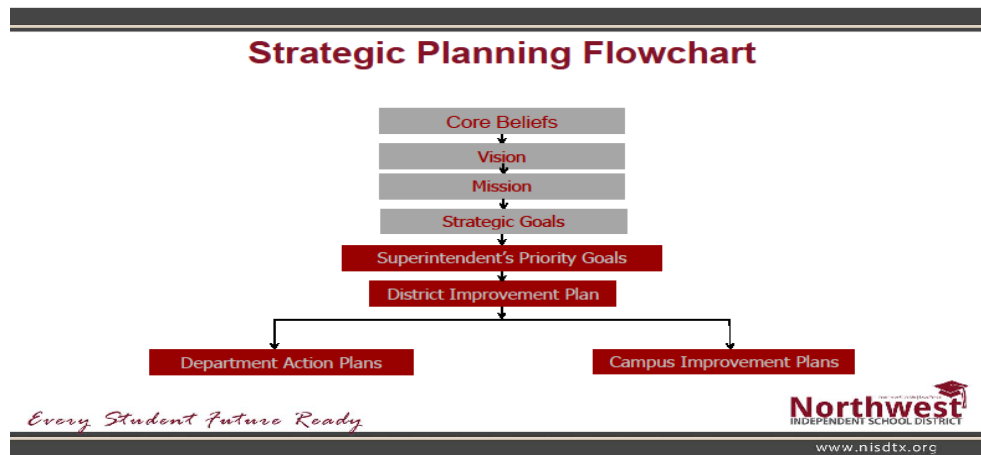 Strategic Planning Flowchart
Core Beliefs
Vision
Mission
Strategic Goals
Superintendent's Priority Goals
District Improvement Plan
Department Action Plans
Campus Improvement Plans
Every Student Future Ready
Northwest
INDEPENDENT SCHOOL DISTRICT
www.nisdtx.org